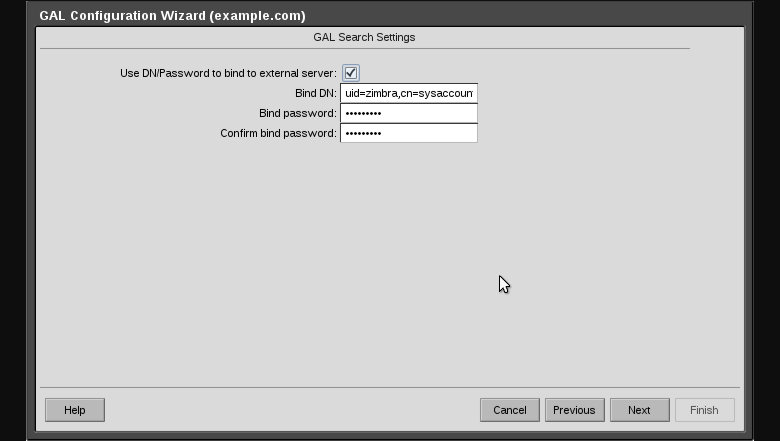 GAL Configuration Wizard (example.com)
GAL Search Settings
Use DN/Password to bind to external server:
Bind DN: uid=zimbra,cn=sysaccoun
Bind password: •••••••••
Confirm bind password: •••••••••
Help Cancel Previous Next Finish